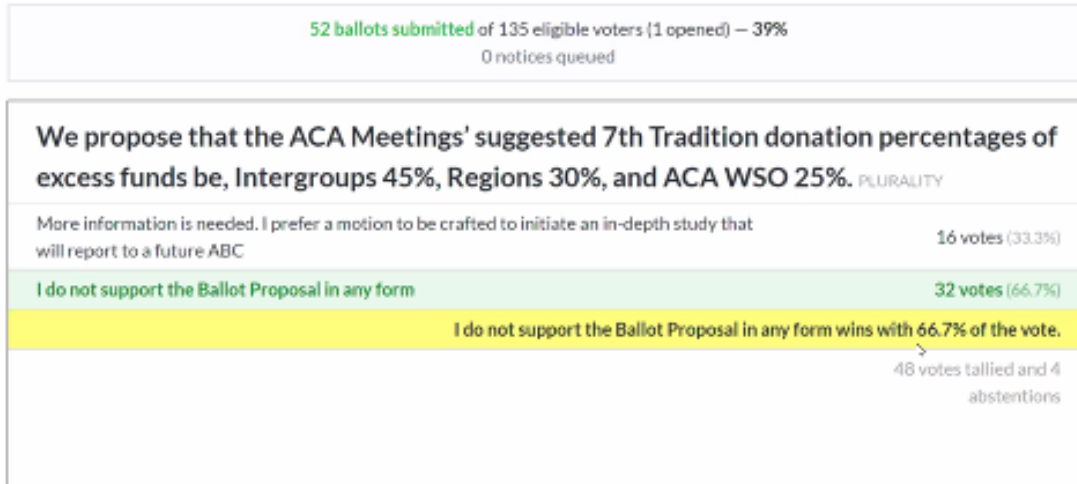 52 ballots submitted of 135 eligible voters (1 opened) — 39%
0 notices queued
We propose that the ACA Meetings' suggested 7th Tradition donation percentages of
excess funds be, Intergroups 45%, Regions 30%, and ACA WSO 25%. PLURALITY
More information is needed. I prefer a motion to be crafted to initiate an in-depth study that
will report to a future ABC
16 votes (33.3%)
I do not support the Ballot Proposal in any form
32 votes (66.7%)
I do not support the Ballot Proposal in any form wins with 66.7% of the vote.
48 votes tallied and 4
abstentions